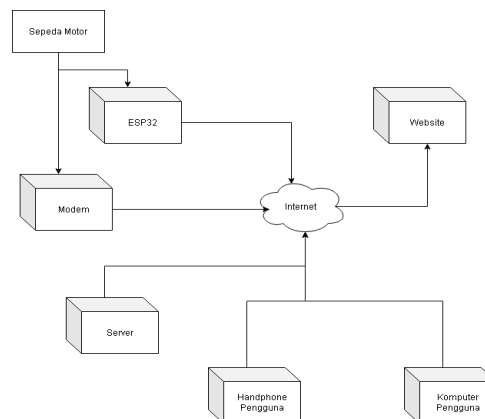 Sepeda Motor
ESP32
Website
Modem
Internet
Server
Handphone
Pengguna
Komputer
Pengguna